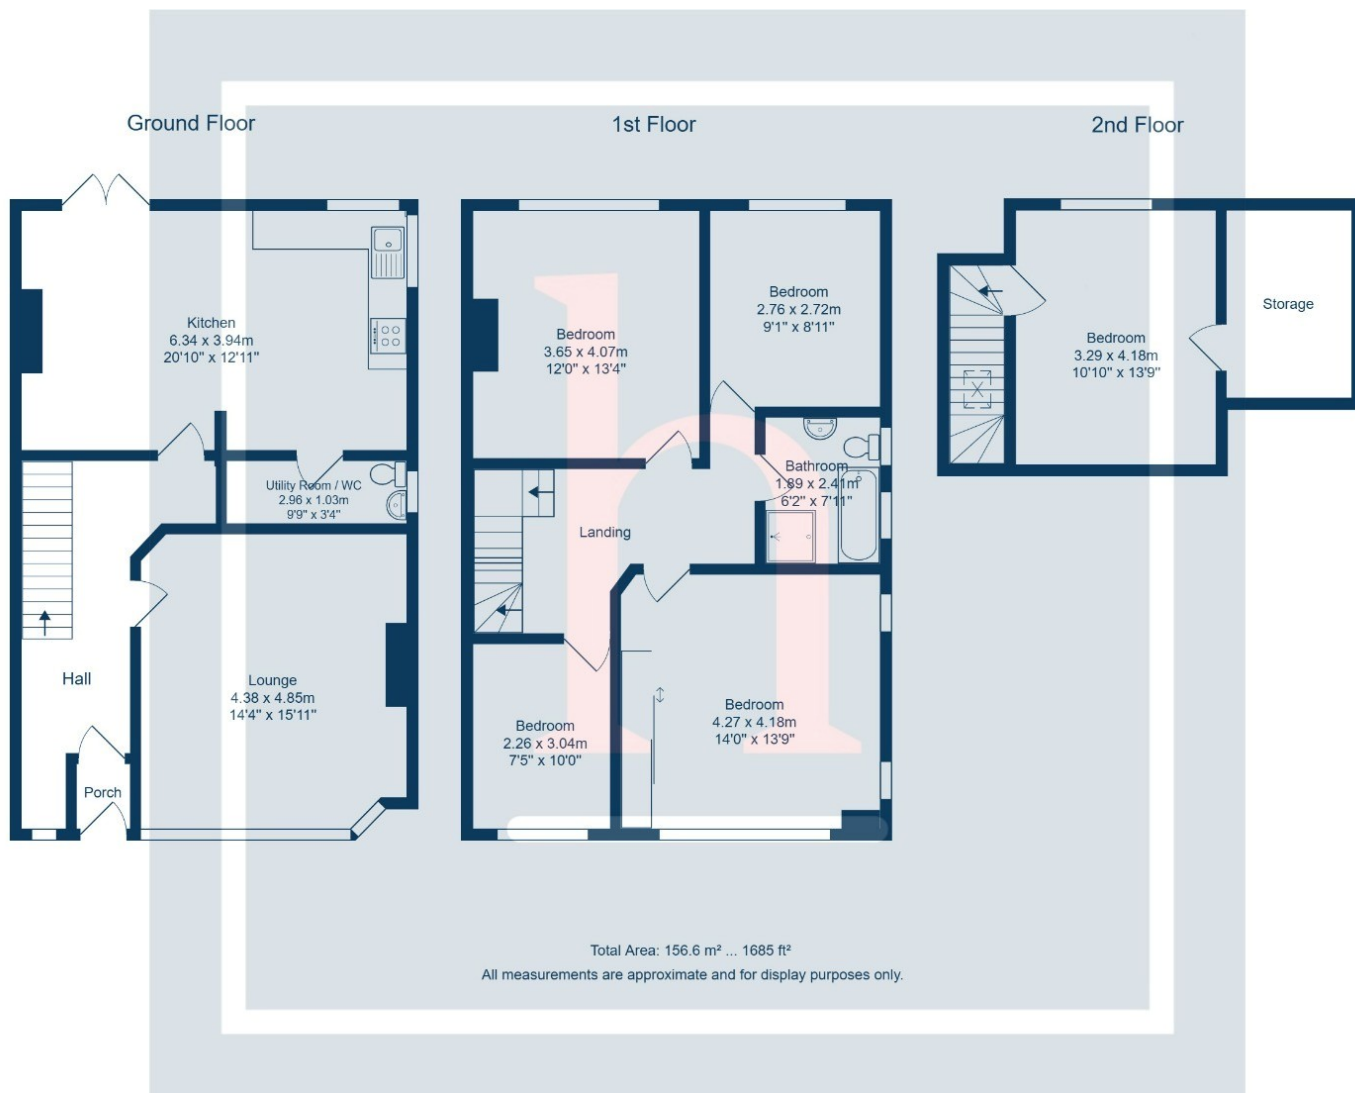 Ground Floor
1st Floor
2nd Floor
Kitchen
6.34 x 3.94m
20'10" x 12'11"
Utility Room / WC
2.96 x 1.03m
9'9" x 3'4"
Hall
Lounge
4.38 x 4.85m
14'4" x 15'11"
Porch
Bedroom
3.65 x 4.07m
12'0" x 13'4"
Bedroom
2.76 x 2.72m
9'1" x 8'11"
Bathroom
1.89 x 2.41m
6'2" x 7'11"
Landing
Bedroom
2.26 x 3.04m
7'5" x 10'0"
Bedroom
4.27 x 4.18m
14'0" x 13'9"
Bedroom
3.29 x 4.18m
10'10" x 13'9"
Storage
h
Total Area: 156.6 m² ... 1685 ft²
All measurements are approximate and for display purposes only.